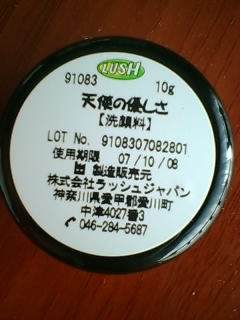 LUSH
91083 10g
天使の優しさ
【洗顔料】
LOT No. 9108307082801
使用期限 07/10/08
製造販売元
株式会社ラッシュジャパン
神奈川県愛甲郡愛川町
中津4027番3
✆ 046-284-5687